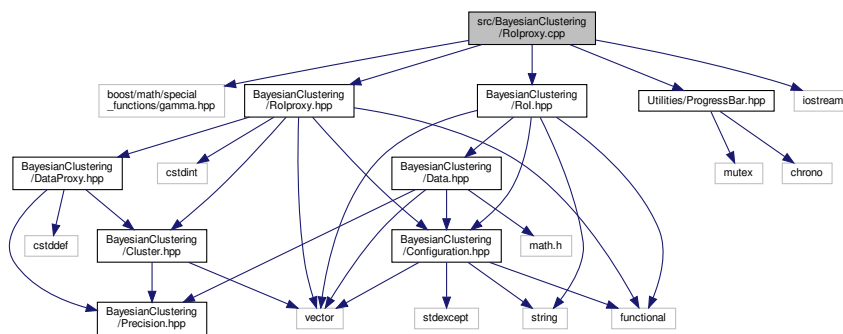 src/BayesianClustering
/RoIproxy.cpp
boost/math/special
_functions/gamma.hpp
BayesianClustering
/RoIproxy.hpp
BayesianClustering
/RoI.hpp
Utilities/ProgressBar.hpp
iostream
BayesianClustering
/DataProxy.hpp
cstdint
BayesianClustering
/Data.hpp
mutex
chrono
cstddef
BayesianClustering
/Cluster.hpp
BayesianClustering
/Configuration.hpp
math.h
BayesianClustering
/Precision.hpp
vector
stdexcept
string
functional